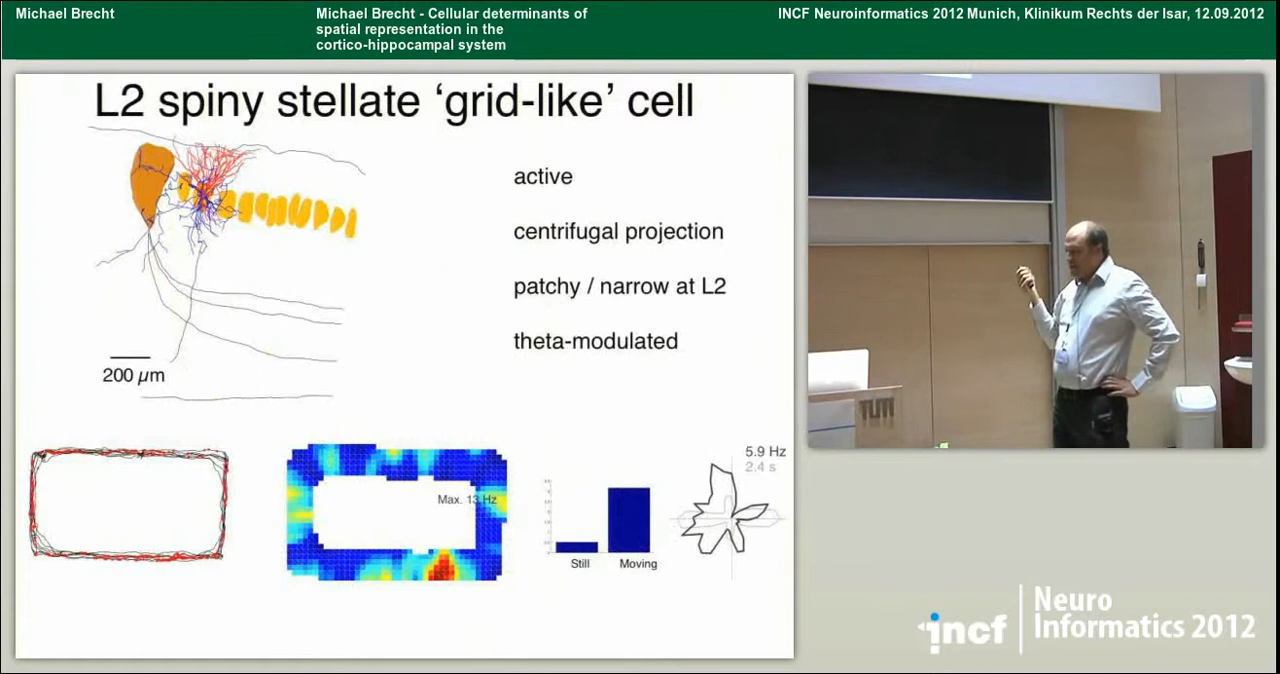 Michael Brecht
Michael Brecht - Cellular determinants of
spatial representation in the
cortico-hippocampal system
INCF Neuroinformatics 2012 Munich, Klinikum Rechts der Isar, 12.09.2012
L2 spiny stellate ‘grid-like’ cell
active
centrifugal projection
patchy / narrow at L2
theta-modulated
200 µm
Max. 13 Hz
Still
Moving
5.9 Hz
2.4 s
TUM
incf
Neuro
Informatics 2012